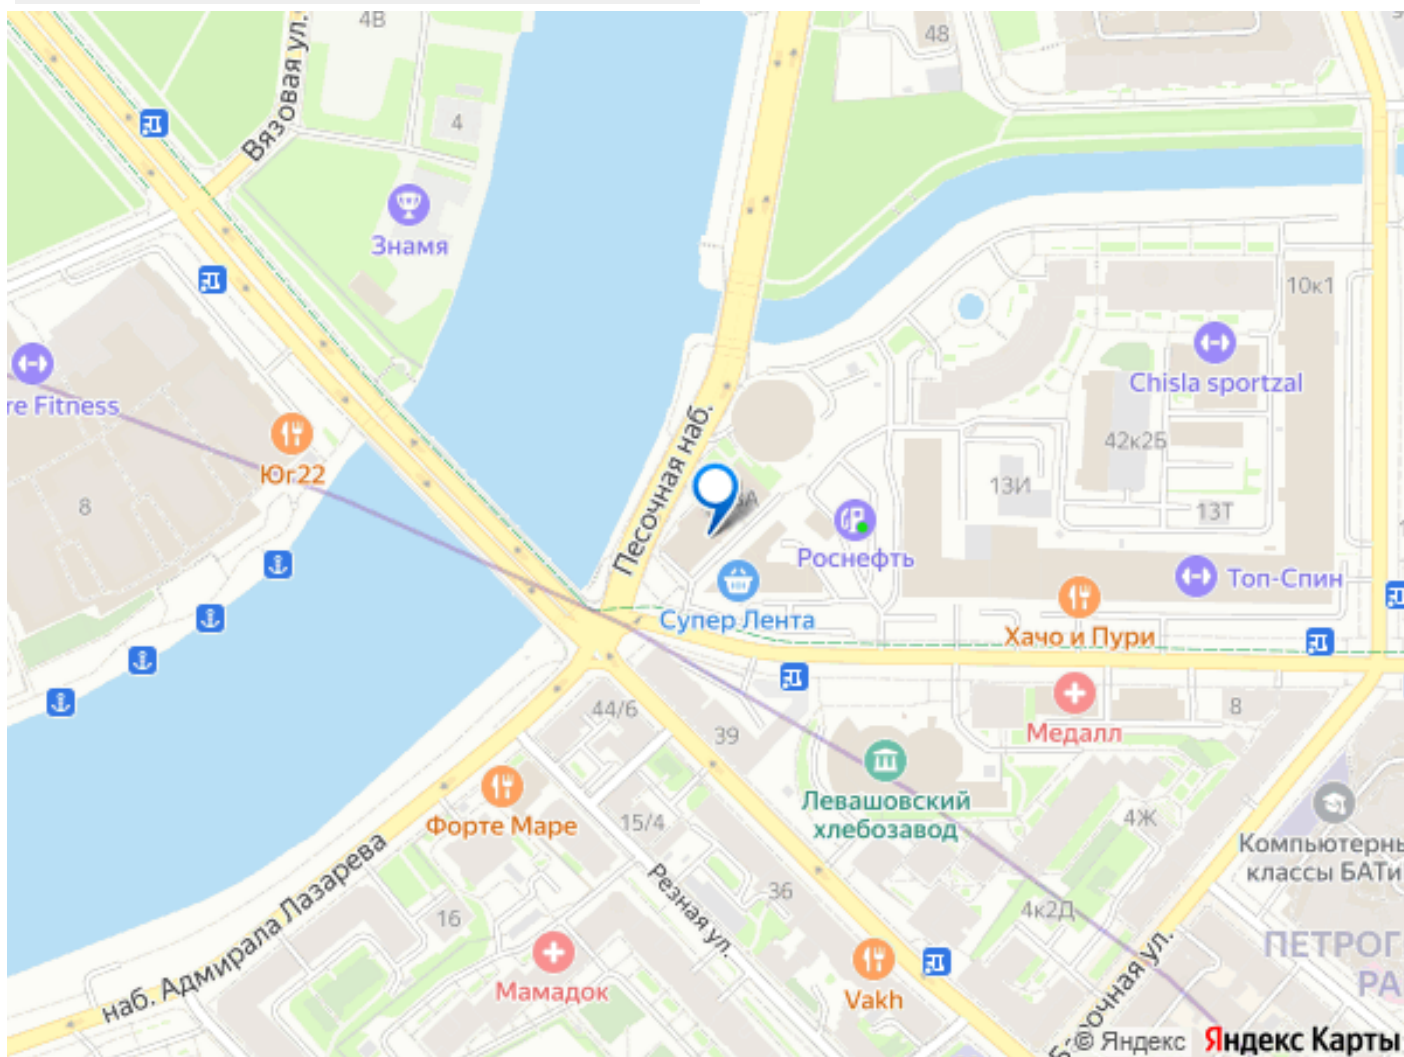 4В
48
Вязовая ул.
4
Знамя
10к1
Chisla sportzal
re Fitness
Песочная наб.
Юг22
42к2Б
8
13И
13Т
Роснефть
Топ-Спин
Супер Лента
Хачо и Пури
44/6
39
8
Медалл
Левашовский
хлебозавод
Форте Маре
15/4
4Ж
Компьютерны
классы БАТи
наб. Адмирала Лазарева
Резная ул.
36
16
4к2Д
ПЕТРОГ
РА
Мамадок
Vakh
очная ул.
© Яндекс Яндекс Карты